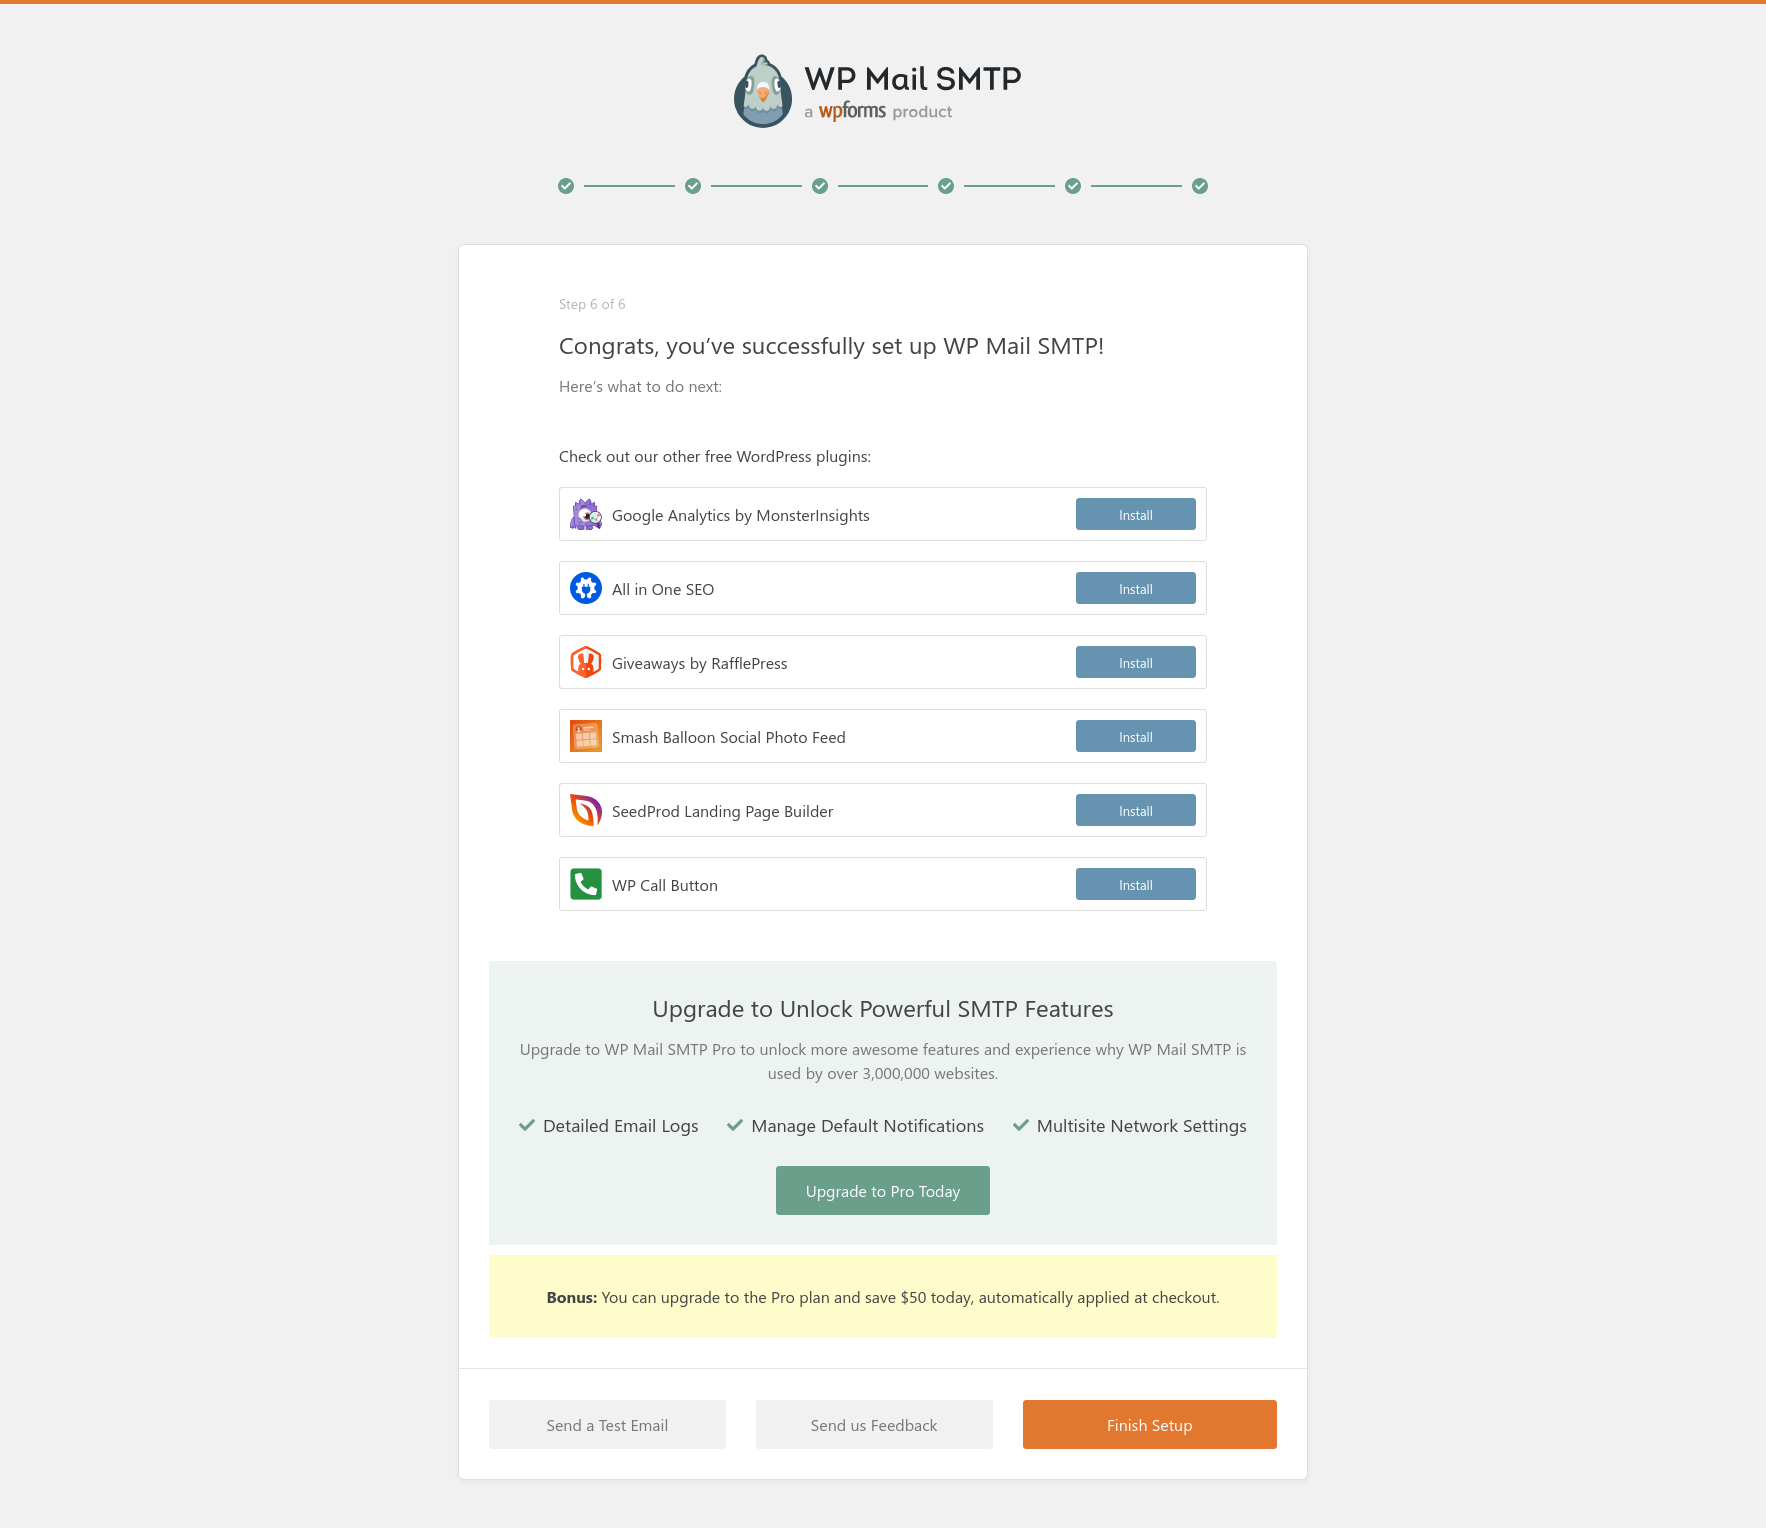 WP Mail SMTP
a wpforms product
Step 6 of 6
Congrats, you’ve successfully set up WP Mail SMTP!
Here’s what to do next:
Check out our other free WordPress plugins:
Google Analytics by MonsterInsights
Install
All in One SEO
Install
Giveaways by RafflePress
Install
Smash Balloon Social Photo Feed
Install
SeedProd Landing Page Builder
Install
WP Call Button
Install
Upgrade to Unlock Powerful SMTP Features
Upgrade to WP Mail SMTP Pro to unlock more awesome features and experience why WP Mail SMTP is
used by over 3,000,000 websites.
Detailed Email Logs
Manage Default Notifications
Multisite Network Settings
Upgrade to Pro Today
Bonus: You can upgrade to the Pro plan and save $50 today, automatically applied at checkout.
Send a Test Email
Send us Feedback
Finish Setup